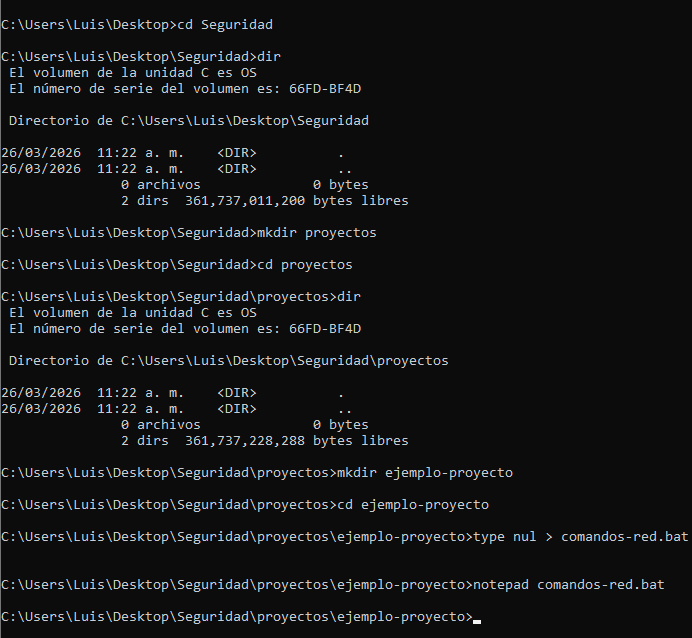 C:\Users\Luis\Desktop>cd Seguridad
C:\Users\Luis\Desktop\Seguridad>dir
 El volumen de la unidad C es OS
 El número de serie del volumen es: 66FD-BF4D
 Directorio de C:\Users\Luis\Desktop\Seguridad
26/03/2026  11:22 a. m.    <DIR>          .
26/03/2026  11:22 a. m.    <DIR>          ..
               0 archivos              0 bytes
               2 dirs  361,737,011,200 bytes libres
C:\Users\Luis\Desktop\Seguridad>mkdir proyectos
C:\Users\Luis\Desktop\Seguridad>cd proyectos
C:\Users\Luis\Desktop\Seguridad\proyectos>dir
 El volumen de la unidad C es OS
 El número de serie del volumen es: 66FD-BF4D
 Directorio de C:\Users\Luis\Desktop\Seguridad\proyectos
26/03/2026  11:22 a. m.    <DIR>          .
26/03/2026  11:22 a. m.    <DIR>          ..
               0 archivos              0 bytes
               2 dirs  361,737,228,288 bytes libres
C:\Users\Luis\Desktop\Seguridad\proyectos>mkdir ejemplo-proyecto
C:\Users\Luis\Desktop\Seguridad\proyectos>cd ejemplo-proyecto
C:\Users\Luis\Desktop\Seguridad\proyectos\ejemplo-proyecto>type nul > comandos-red.bat
C:\Users\Luis\Desktop\Seguridad\proyectos\ejemplo-proyecto>notepad comandos-red.bat
C:\Users\Luis\Desktop\Seguridad\proyectos\ejemplo-proyecto>